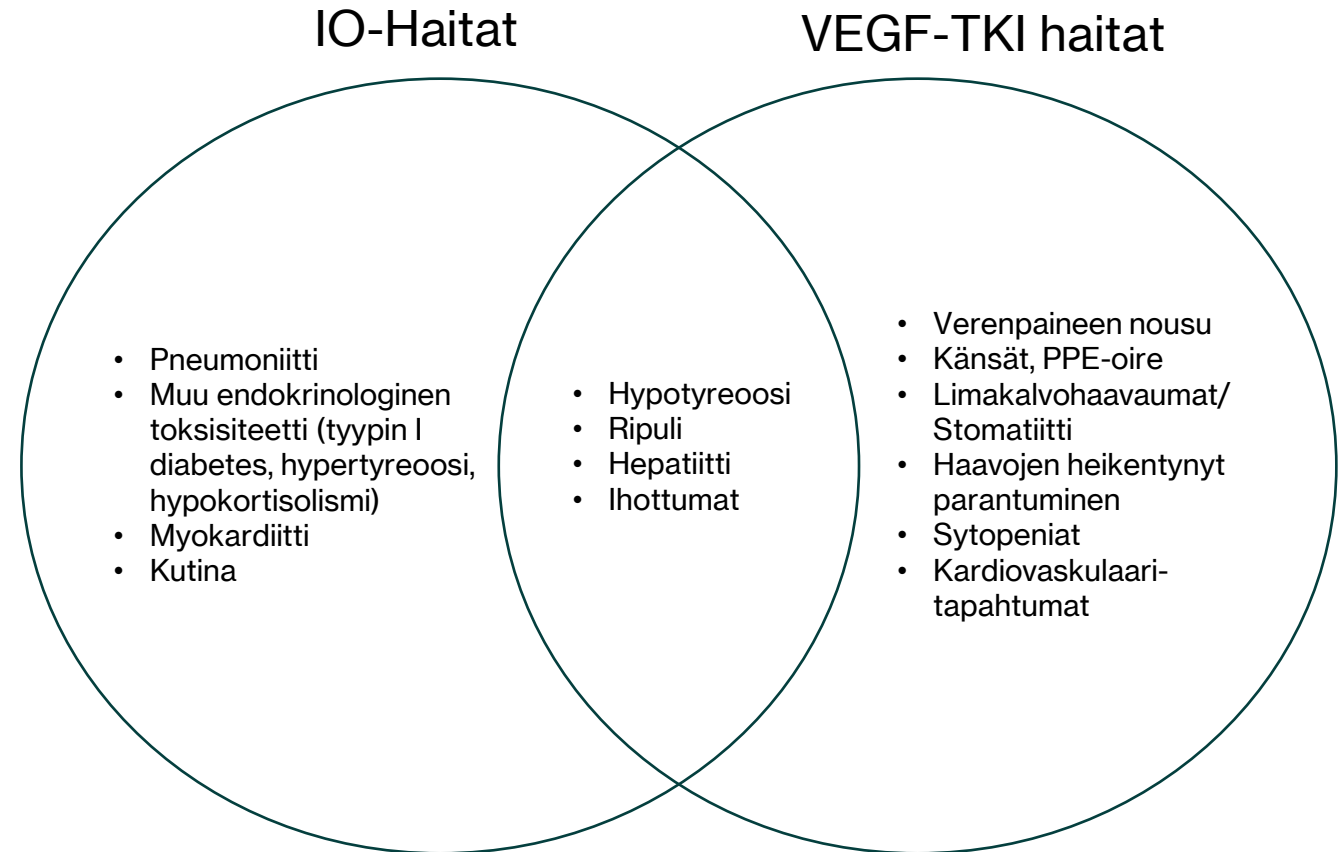 IO-Haitat
VEGF-TKI haitat
• Pneumoniitti
• Muu endokrinologinen
toksisiteetti (tyypin I
diabetes, hypertyreoosi,
hypokortisolismi)
• Myokardiitti
• Kutina
• Hypotyreoosi
• Ripuli
• Hepatiitti
• Ihottumat
• Verenpaineen nousu
• Känsät, PPE-oire
• Limakalvohaavaumat/
Stomatiitti
• Haavojen heikentynyt
parantuminen
• Sytopeniat
• Kardiovaskulaari-
tapahtumat